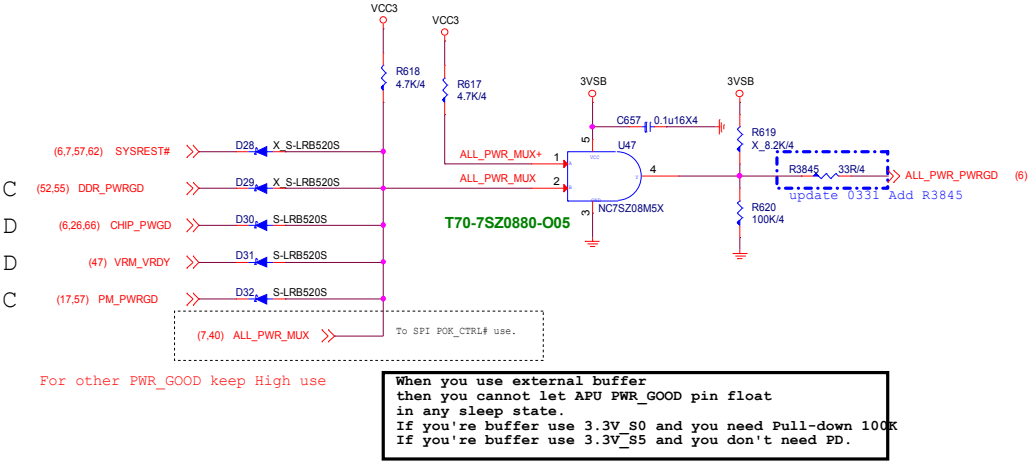 VCC3
VCC3
R618
4.7K/4
R617
4.7K/4
3VSB
3VSB
C657
0.1u16X4
R619
X_8.2K/4
(6,7,57,62) SYSREST#
D28
X_S-LRB520S
ALL_PWR_MUX+
1
5
VCC
U47
A
4
Y
R3845
33R/4
ALL_PWR_PWRGD (6)
C
(52,55) DDR_PWRGD
D29
X_S-LRB520S
ALL_PWR_MUX
2
3
NC7SZ08M5X
update 0331 Add R3845
D
(6,26,66) CHIP_PWGD
D30
S-LRB520S
T70-7SZ0880-O05
R620
100K/4
D
(47) VRM_VRDY
D31
S-LRB520S
C
(17,57) PM_PWRGD
D32
S-LRB520S
(7,40) ALL_PWR_MUX
To SPI POK_CTRL# use.
For other PWR_GOOD keep High use
When you use external buffer
then you cannot let APU PWR_GOOD pin float
in any sleep state.
If you're buffer use 3.3V_S0 and you need Pull-down 100K
If you're buffer use 3.3V_S5 and you don't need PD.